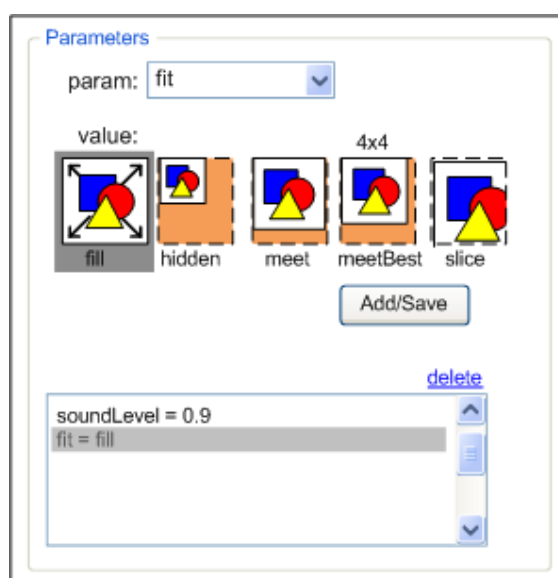 Parameters
param: fit
value:
4x4
fill hidden meet meetBest slice
Add/Save
delete
soundLevel = 0.9
fit = fill